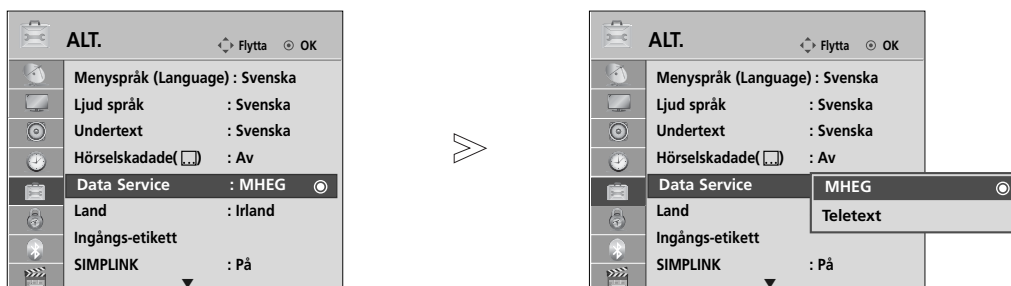 ALT. Flytta OK
Menyspråk (Language) : Svenska
Ljud språk : Svenska
Undertext : Svenska
Hörselskadade( ) : Av
Data Service : MHEG
Land : Irland
Ingångs-etikett
SIMPLINK : På
ALT. Flytta OK
Menyspråk (Language) : Svenska
Ljud språk : Svenska
Undertext : Svenska
Hörselskadade( ) : Av
Data Service
MHEG
Teletext
Land
Ingångs-etikett
SIMPLINK : På